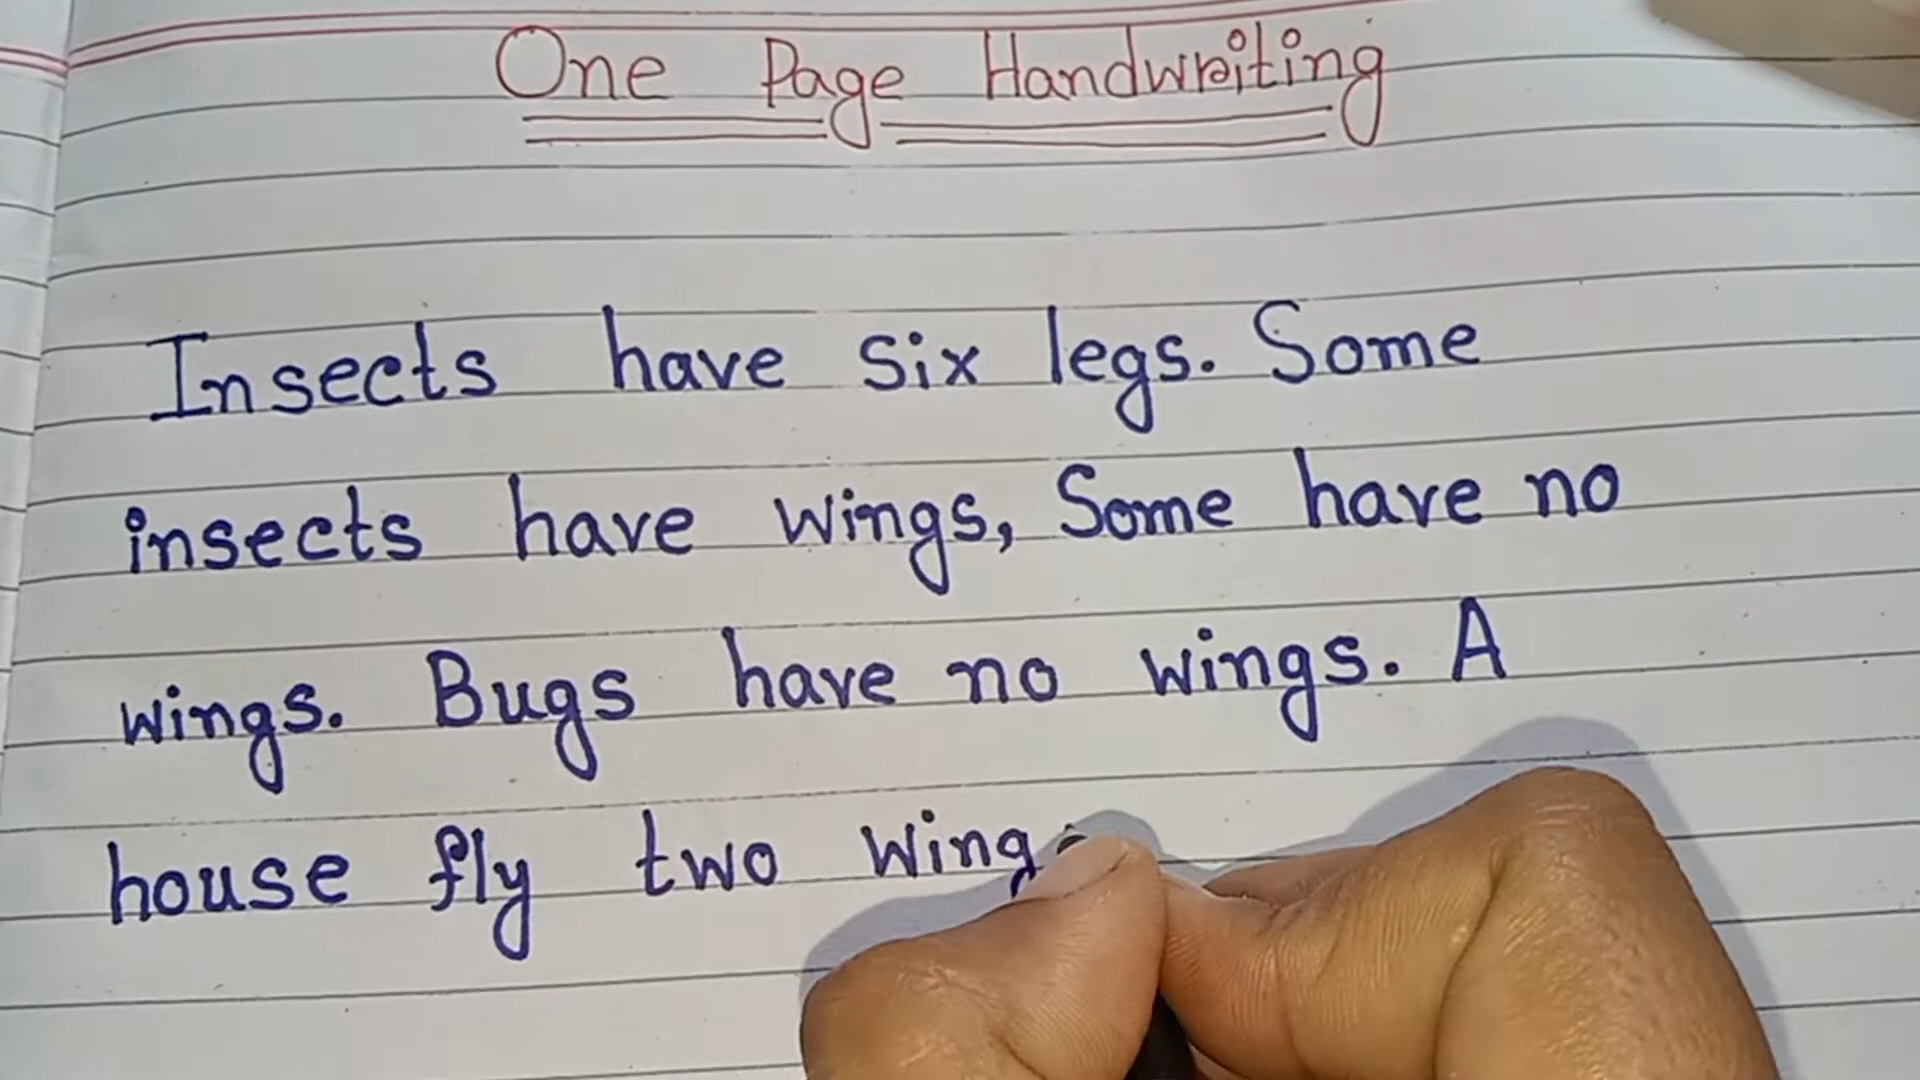 One Page Handwriting
Insects have six legs. Some
insects have wings, Some have no
wings. Bugs have no wings. A
house fly two wing